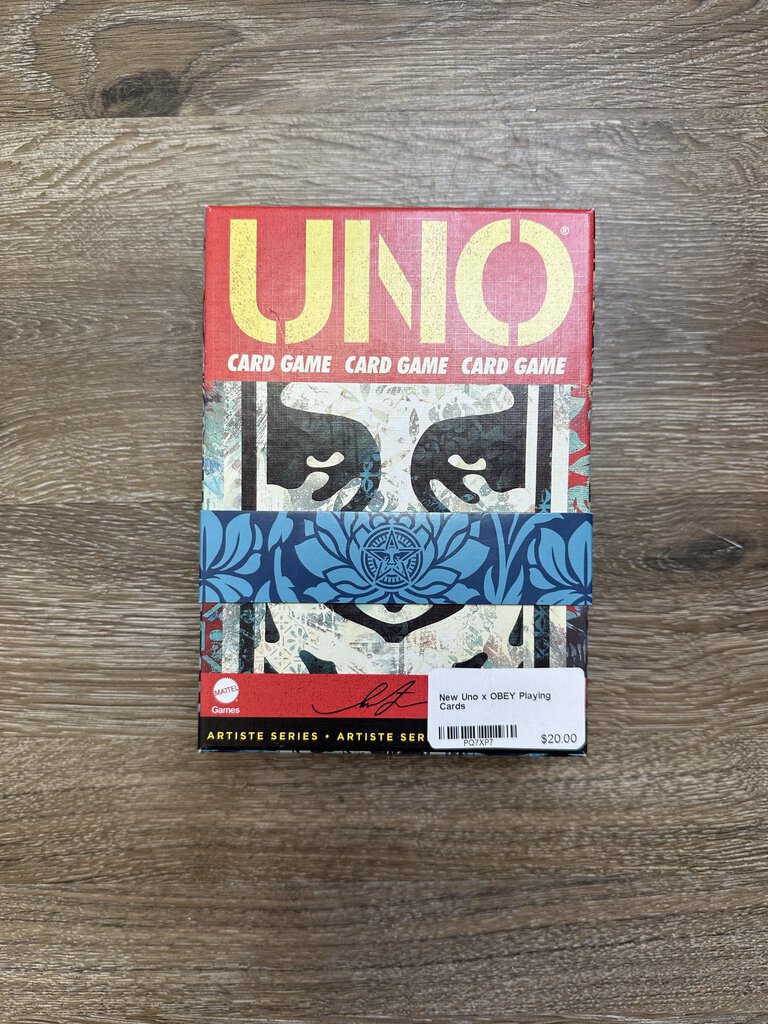 UNO®
CARD GAME CARD GAME CARD GAME
MATTEL
Games
ARTISTE SERIES • ARTISTE SER
New Uno x OBEY Playing
Cards
PQ7XP7
$20.00